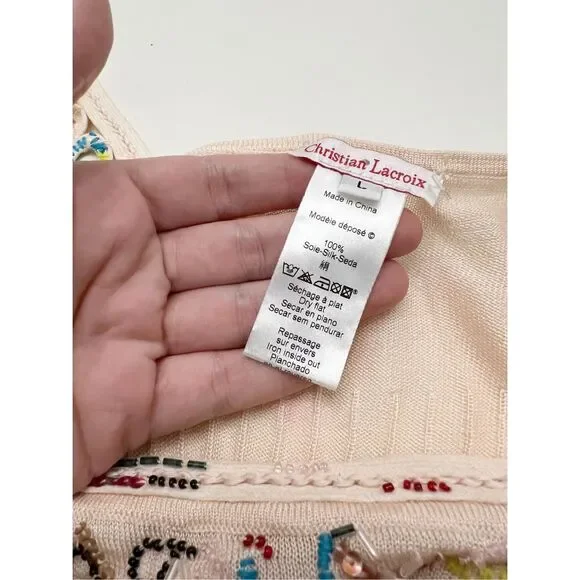 Christian Lacroix
L
Made in China
Modèle déposé ©
100%
Soie-Silk-Seda
絹
Séchage à plat
Dry flat
Secar en plano
Secar sem pendurar
Repassage
sur envers
Iron inside out
Planchado